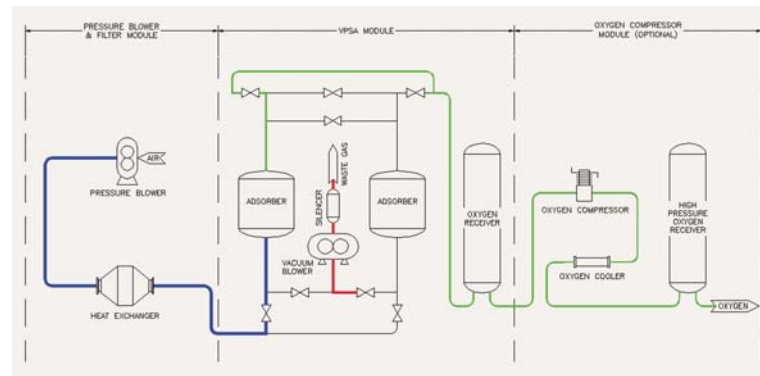 PRESSURE BLOWER
& FILTER MODULE
VPSA MODULE
OXYGEN COMPRESSOR
MODULE (OPTIONAL)
AIR
PRESSURE BLOWER
HEAT EXCHANGER
ADSORBER
WASTE GAS
SILENCER
VACUUM
BLOWER
ADSORBER
OXYGEN
RECEIVER
OXYGEN COMPRESSOR
OXYGEN COOLER
HIGH
PRESSURE
OXYGEN
RECEIVER
OXYGEN